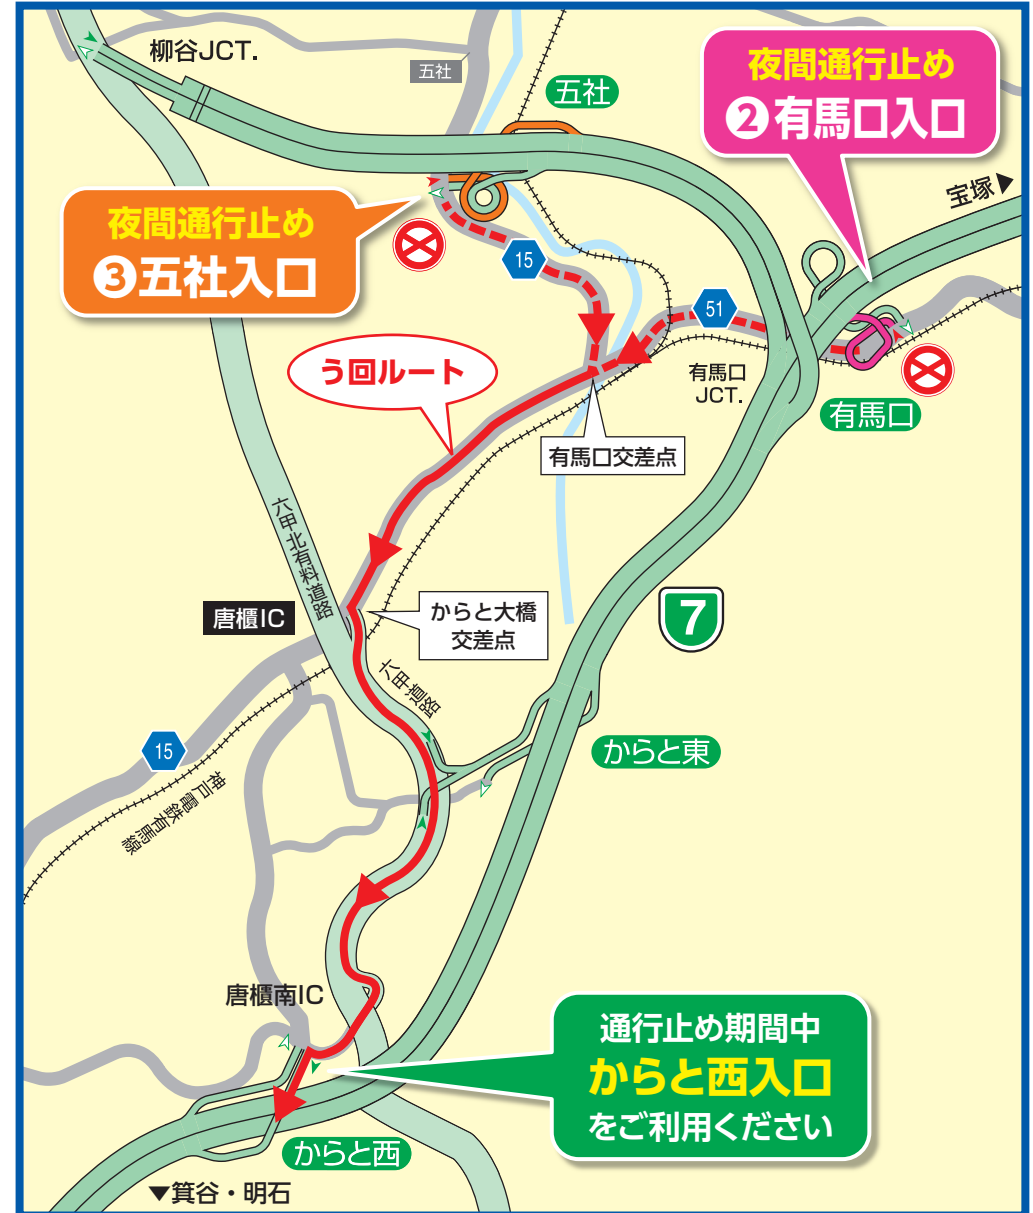 柳谷JCT.
五社
五社
夜間通行止め
❷有馬口入口
宝塚▶
夜間通行止め
❸五社入口
15
51
う回ルート
有馬口
JCT.
有馬口
有馬口交差点
六甲北有料道路
唐櫃IC
からと大橋
交差点
7
六甲道路
からと東
15
神戸電鉄有馬線
唐櫃南IC
通行止め期間中
からと西入口
をご利用ください
からと西
▼箕谷・明石